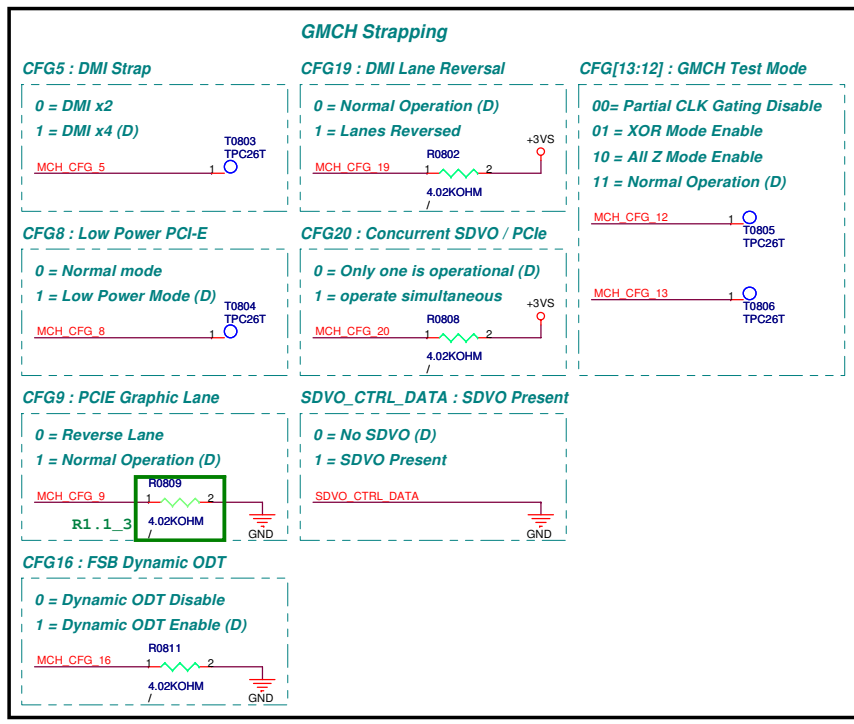 GMCH Strapping
CFG5 : DMI Strap
0 = DMI x2
1 = DMI x4 (D)
T0803
TPC26T
MCH_CFG_5
1
CFG19 : DMI Lane Reversal
0 = Normal Operation (D)
1 = Lanes Reversed
+3VS
R0802
MCH_CFG_19
1
2
4.02KOHM
/
CFG[13:12] : GMCH Test Mode
00= Partial CLK Gating Disable
01 = XOR Mode Enable
10 = All Z Mode Enable
11 = Normal Operation (D)
MCH_CFG_12
1
T0805
TPC26T
MCH_CFG_13
1
T0806
TPC26T
CFG8 : Low Power PCI-E
0 = Normal mode
1 = Low Power Mode (D)
T0804
TPC26T
MCH_CFG_8
1
CFG20 : Concurrent SDVO / PCIe
0 = Only one is operational (D)
1 = operate simultaneous
+3VS
R0808
MCH_CFG_20
1
2
4.02KOHM
/
CFG9 : PCIE Graphic Lane
0 = Reverse Lane
1 = Normal Operation (D)
R0809
MCH_CFG_9
1
2
R1.1_3
4.02KOHM
/
GND
SDVO_CTRL_DATA : SDVO Present
0 = No SDVO (D)
1 = SDVO Present
SDVO_CTRL_DATA
GND
CFG16 : FSB Dynamic ODT
0 = Dynamic ODT Disable
1 = Dynamic ODT Enable (D)
R0811
MCH_CFG_16
1
2
4.02KOHM
/
GND